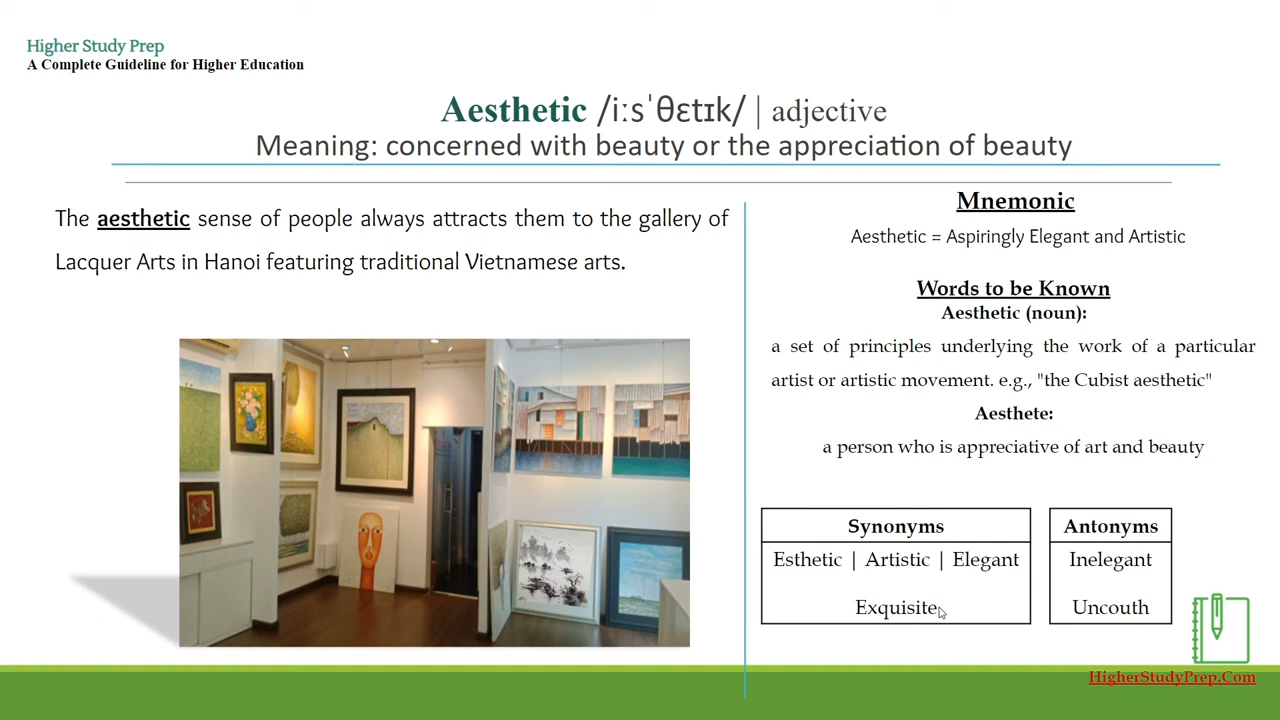 Higher Study Prep
A Complete Guideline for Higher Education
Aesthetic /iːsˈθɛtɪk/ | adjective
Meaning: concerned with beauty or the appreciation of beauty
The aesthetic sense of people always attracts them to the gallery of
Lacquer Arts in Hanoi featuring traditional Vietnamese arts.
Mnemonic
Aesthetic = Aspiringly Elegant and Artistic
Words to be Known
Aesthetic (noun):
a set of principles underlying the work of a particular
artist or artistic movement. e.g., "the Cubist aesthetic"
Aesthete:
a person who is appreciative of art and beauty
Synonyms
Esthetic | Artistic | Elegant
Exquisite
Antonyms
Inelegant
Uncouth
HigherStudyPrep.Com